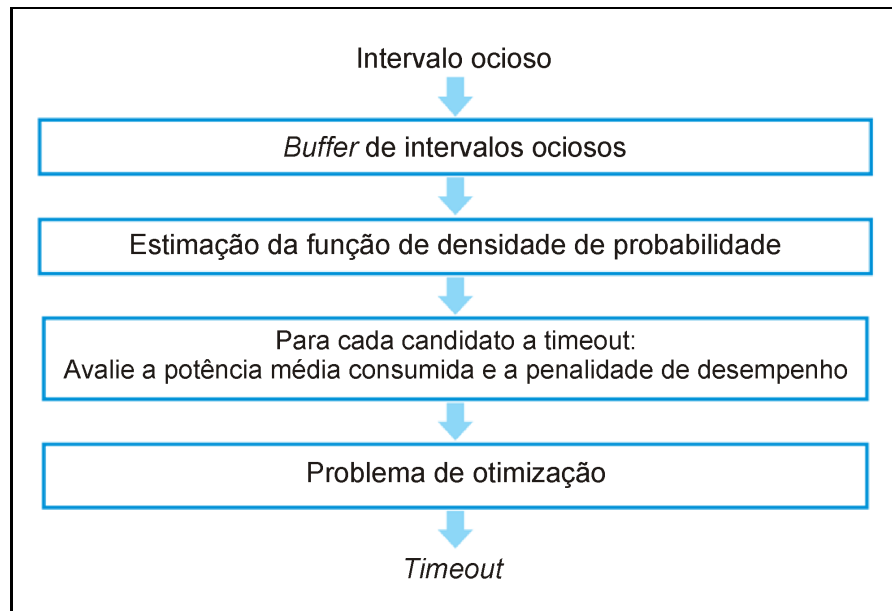 Intervalo ocioso
Buffer de intervalos ociosos
Estimação da função de densidade de probabilidade
Para cada candidato a timeout:
Avalie a potência média consumida e a penalidade de desempenho
Problema de otimização
Timeout